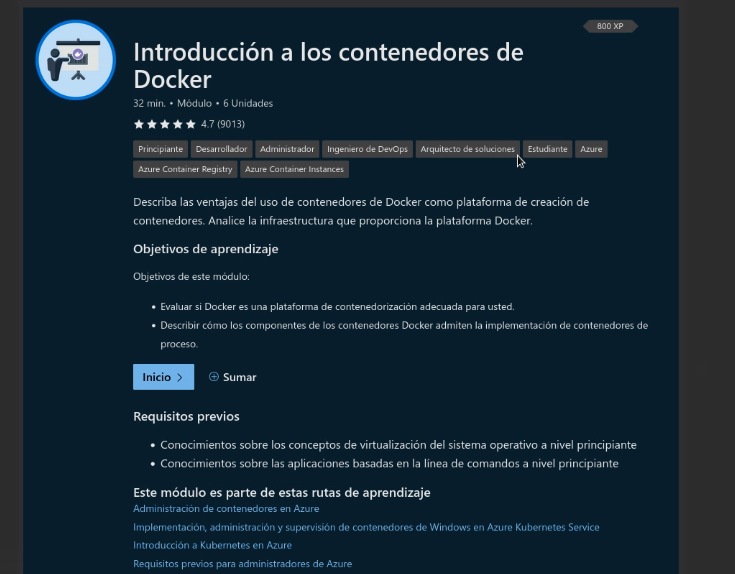 800 XP
Introducción a los contenedores de
Docker
32 min. • Módulo • 6 Unidades
4.7 (9013)
Principiante Desarrollador Administrador Ingeniero de DevOps Arquitecto de soluciones Estudiante Azure
Azure Container Registry Azure Container Instances
Describa las ventajas del uso de contenedores de Docker como plataforma de creación de
contenedores. Analice la infraestructura que proporciona la plataforma Docker.
Objetivos de aprendizaje
Objetivos de este módulo:
• Evaluar si Docker es una plataforma de contenedorización adecuada para usted.
• Describir cómo los componentes de los contenedores Docker admiten la implementación de contenedores de
proceso.
Inicio Sumar
Requisitos previos
• Conocimientos sobre los conceptos de virtualización del sistema operativo a nivel principiante
• Conocimientos sobre las aplicaciones basadas en la línea de comandos a nivel principiante
Este módulo es parte de estas rutas de aprendizaje
Administración de contenedores en Azure
Implementación, administración y supervisión de contenedores de Windows en Azure Kubernetes Service
Introducción a Kubernetes en Azure
Requisitos previos para administradores de Azure